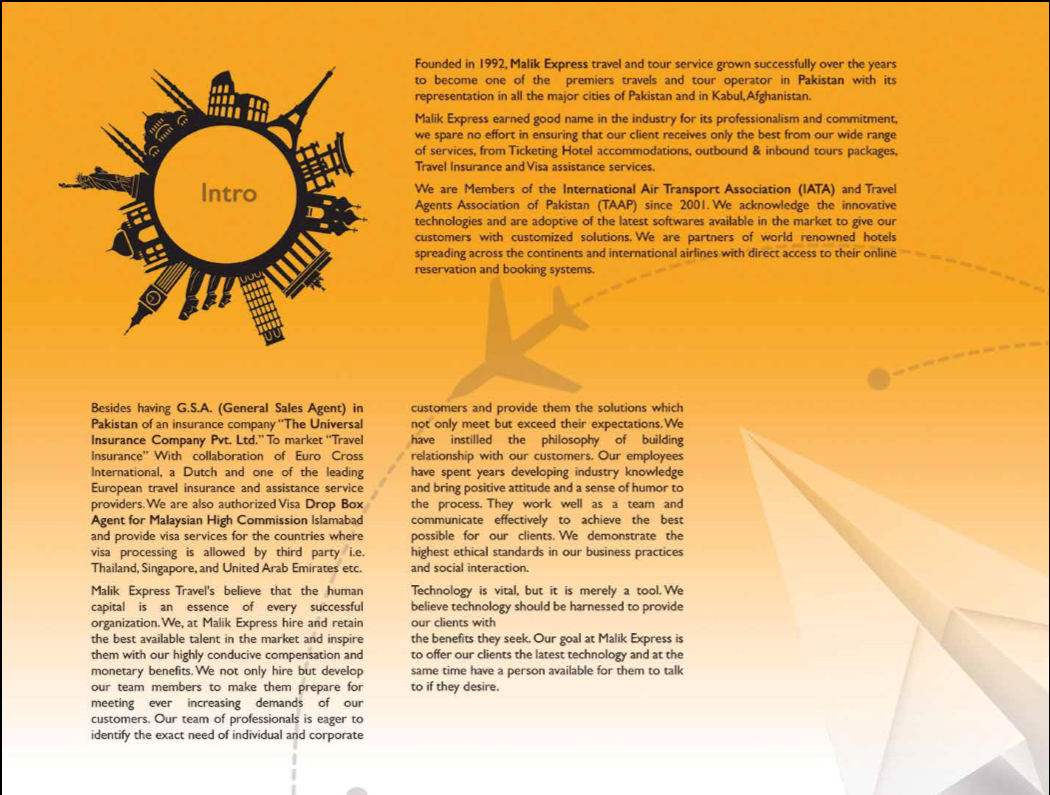 Intro
Founded in 1992, Malik Express travel and tour service grown successfully over the years
to become one of the premiers travels and tour operator in Pakistan with its
representation in all the major cities of Pakistan and in Kabul, Afghanistan.
Malik Express earned good name in the industry for its professionalism and commitment,
we spare no effort in ensuring that our client receives only the best from our wide range
of services, from Ticketing Hotel accommodations, outbound & inbound tours packages,
Travel Insurance and Visa assistance services.
We are Members of the International Air Transport Association (IATA) and Travel
Agents Association of Pakistan (TAAP) since 2001. We acknowledge the innovative
technologies and are adoptive of the latest softwares available in the market to give our
customers with customized solutions. We are partners of world renowned hotels
spreading across the continents and international airlines with direct access to their online
reservation and booking systems.
Besides having G.S.A. (General Sales Agent) in
Pakistan of an insurance company "The Universal
Insurance Company Pvt. Ltd." To market "Travel
Insurance" With collaboration of Euro Cross
International, a Dutch and one of the leading
European travel insurance and assistance service
providers. We are also authorized Visa Drop Box
Agent for Malaysian High Commission Islamabad
and provide visa services for the countries where
visa processing is allowed by third party i.e.
Thailand, Singapore, and United Arab Emirates etc.
Malik Express Travel's believe that the human
capital is an essence of every successful
organization. We, at Malik Express hire and retain
the best available talent in the market and inspire
them with our highly conducive compensation and
monetary benefits. We not only hire but develop
our team members to make them prepare for
meeting ever increasing demands of our
customers. Our team of professionals is eager to
identify the exact need of individual and corporate
customers and provide them the solutions which
not only meet but exceed their expectations. We
have instilled the philosophy of building
relationship with our customers. Our employees
have spent years developing industry knowledge
and bring positive attitude and a sense of humor to
the process. They work well as a team and
communicate effectively to achieve the best
possible for our clients. We demonstrate the
highest ethical standards in our business practices
and social interaction.
Technology is vital, but it is merely a tool. We
believe technology should be harnessed to provide
our clients with
the benefits they seek. Our goal at Malik Express is
to offer our clients the latest technology and at the
same time have a person available for them to talk
to if they desire.